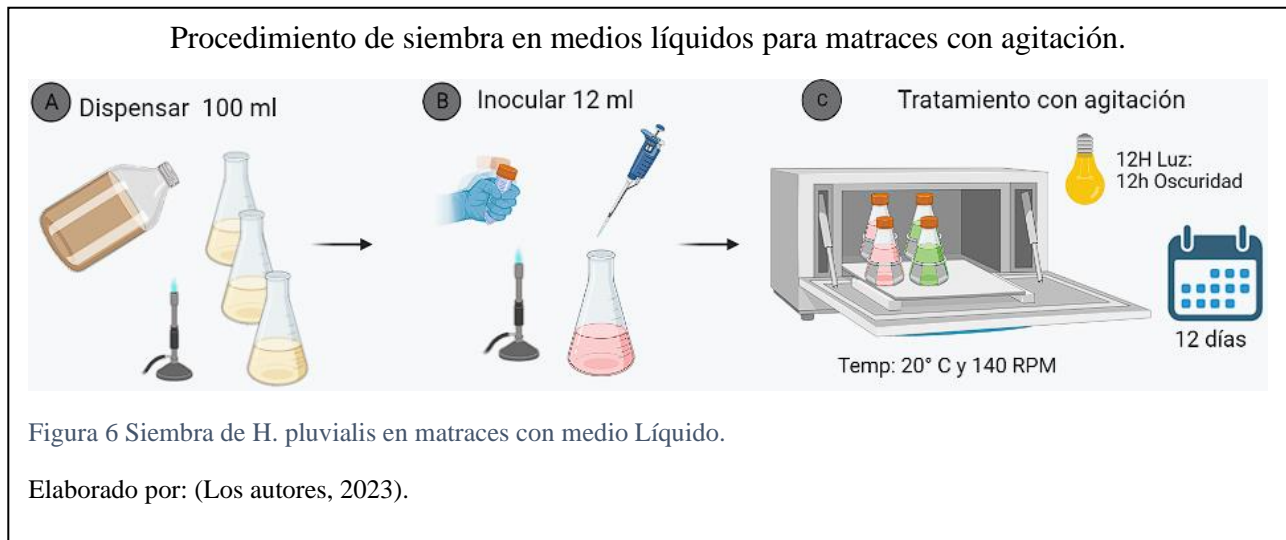 Procedimiento de siembra en medios líquidos para matraces con agitación.
A Dispensar 100 ml
B Inocular 12 ml
C Tratamiento con agitación
12H Luz:
12h Oscuridad
12 días
Temp: 20° C y 140 RPM
Figura 6 Siembra de H. pluvialis en matraces con medio Líquido.
Elaborado por: (Los autores, 2023).